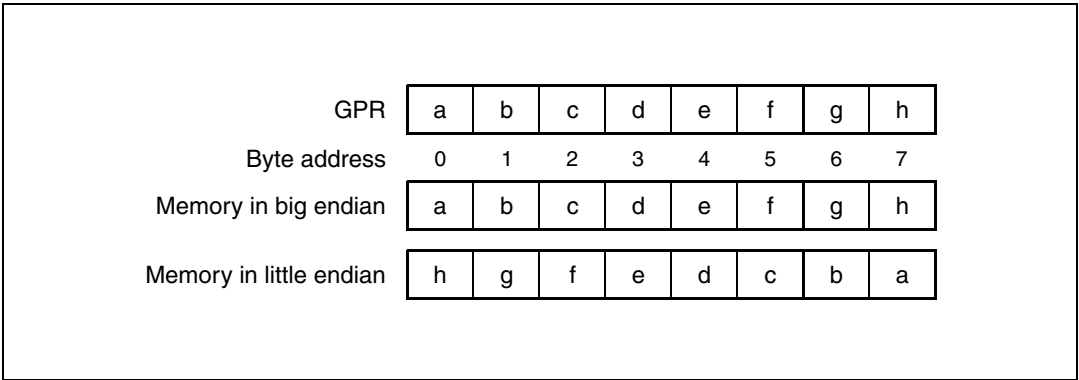 GPR a b c d e f g h
Byte address 0 1 2 3 4 5 6 7
Memory in big endian a b c d e f g h
Memory in little endian h g f e d c b a